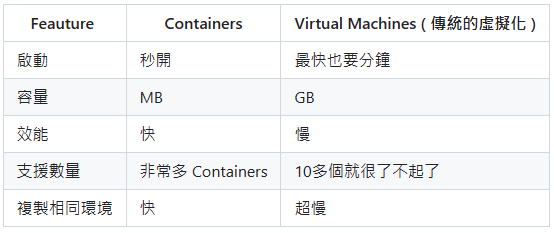 Feauture Containers Virtual Machines ( 傳統的虛擬化 )
啟動 秒開 最快也要分鐘
容量 MB GB
效能 快 慢
支援數量 非常多 Containers 10多個就很了不起了
複製相同環境 快 超慢